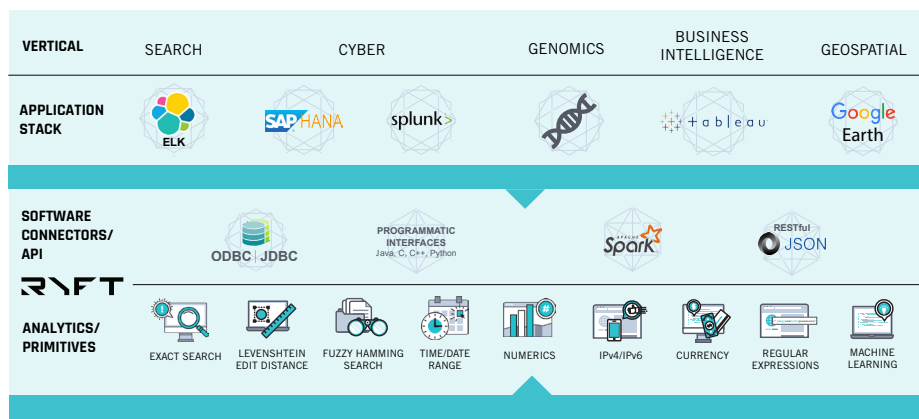 VERTICAL
SEARCH
CYBER
GENOMICS
BUSINESS
INTELLIGENCE
GEOSPATIAL
APPLICATION
STACK
ELK
SAP HANA
splunk>
+ a b l e a u
Google
Earth
SOFTWARE
CONNECTORS/
API
ODBC | JDBC
PROGRAMMATIC
INTERFACES
Java, C, C++, Python
APACHE
Spark
RESTful
JSON
RYFT
ANALYTICS/
PRIMITIVES
EXACT SEARCH
LEVENSHTEIN
EDIT DISTANCE
FUZZY HAMMING
SEARCH
TIME/DATE
RANGE
#
NUMERICS
IPv4/IPv6
CURRENCY
REGULAR
EXPRESSIONS
MACHINE
LEARNING